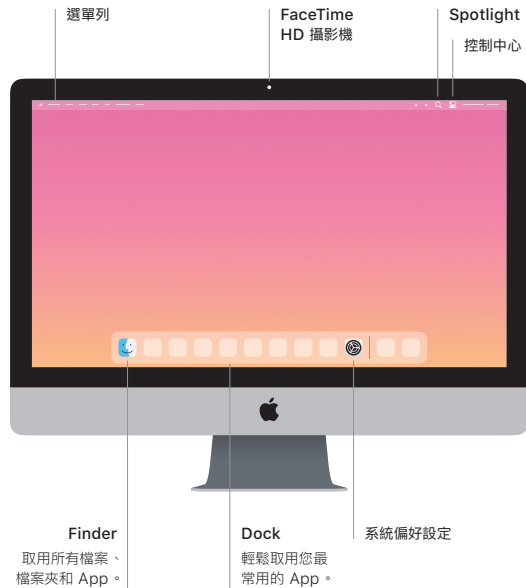 選單列
FaceTime
HD 攝影機
Spotlight
控制中心
Finder
取用所有檔案、
檔案夾和 App。
Dock
輕鬆取用您最
常用的 App。
系統偏好設定